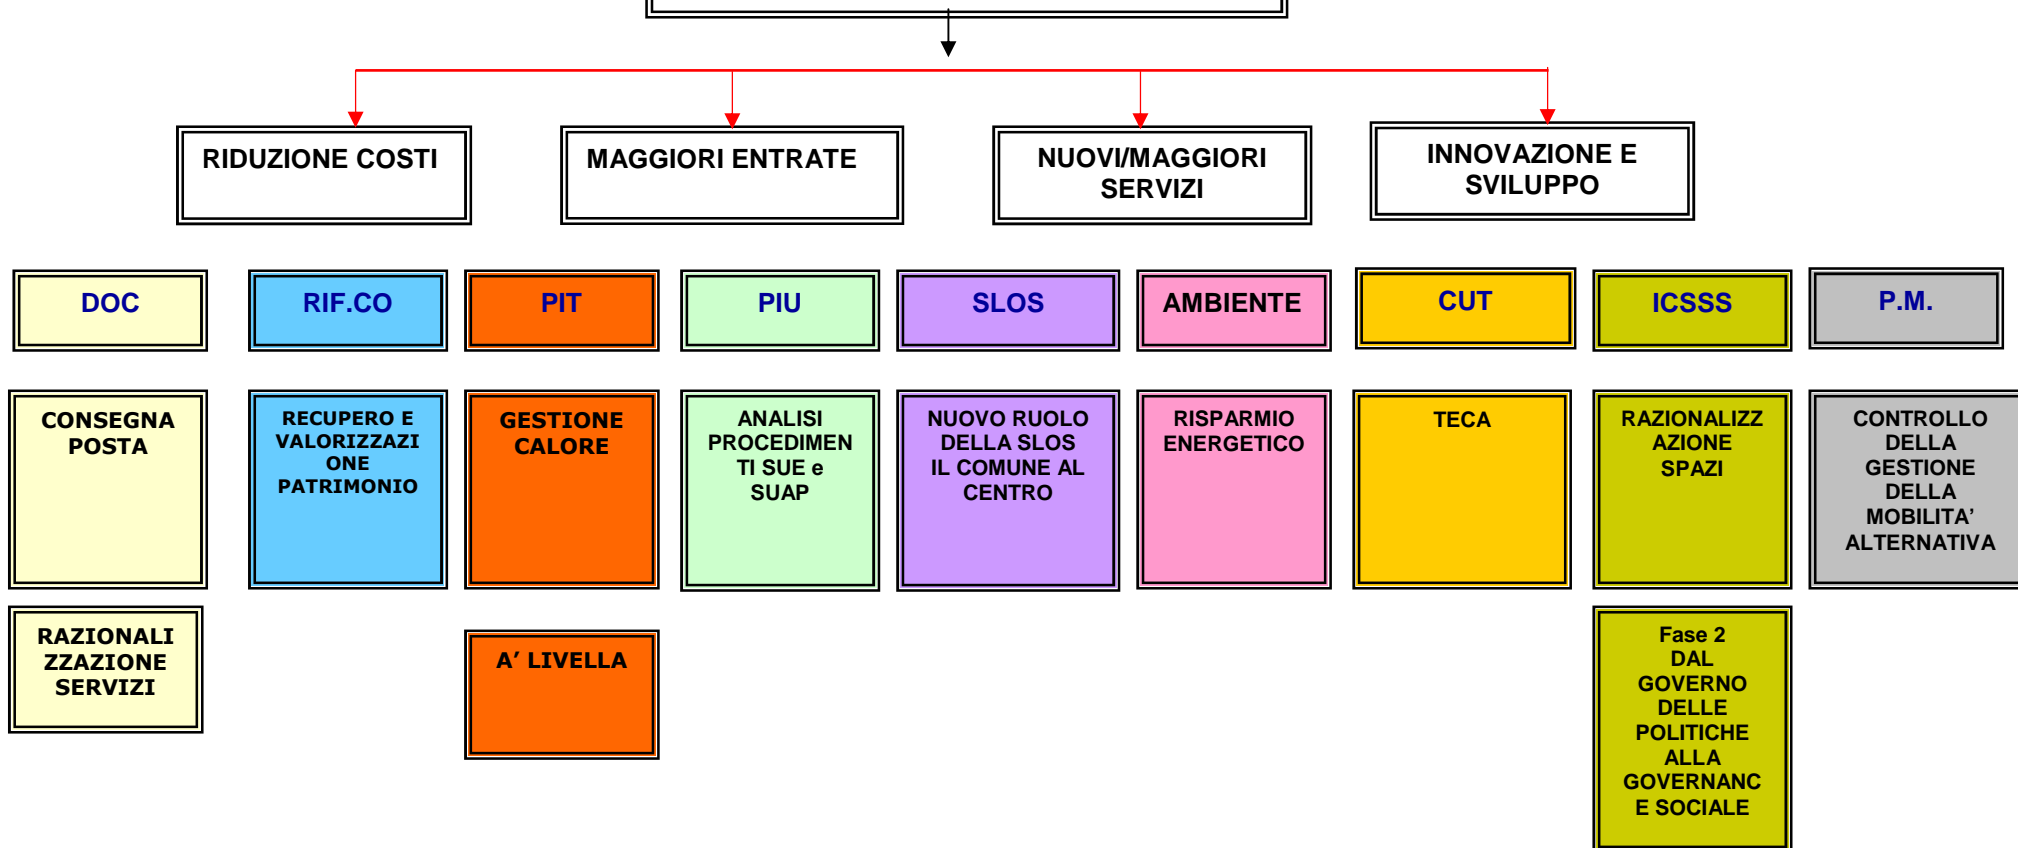 RIDUZIONE COSTI
MAGGIORI ENTRATE
NUOVI/MAGGIORI
SERVIZI
INNOVAZIONE E
SVILUPPO
DOC
RIF.CO
PIT
PIU
SLOS
AMBIENTE
CUT
ICSSS
P.M.
CONSEGNA
POSTA
RECUPERO E
VALORIZZAZI
ONE
PATRIMONIO
GESTIONE
CALORE
ANALISI
PROCEDIMEN
TI SUE e
SUAP
NUOVO RUOLO
DELLA SLOS
IL COMUNE AL
CENTRO
RISPARMIO
ENERGETICO
TECA
RAZIONALIZZ
AZIONE
SPAZI
CONTROLLO
DELLA
GESTIONE
DELLA
MOBILITA’
ALTERNATIVA
RAZIONALI
ZZAZIONE
SERVIZI
A’ LIVELLA
Fase 2
DAL
GOVERNO
DELLE
POLITICHE
ALLA
GOVERNANC
E SOCIALE